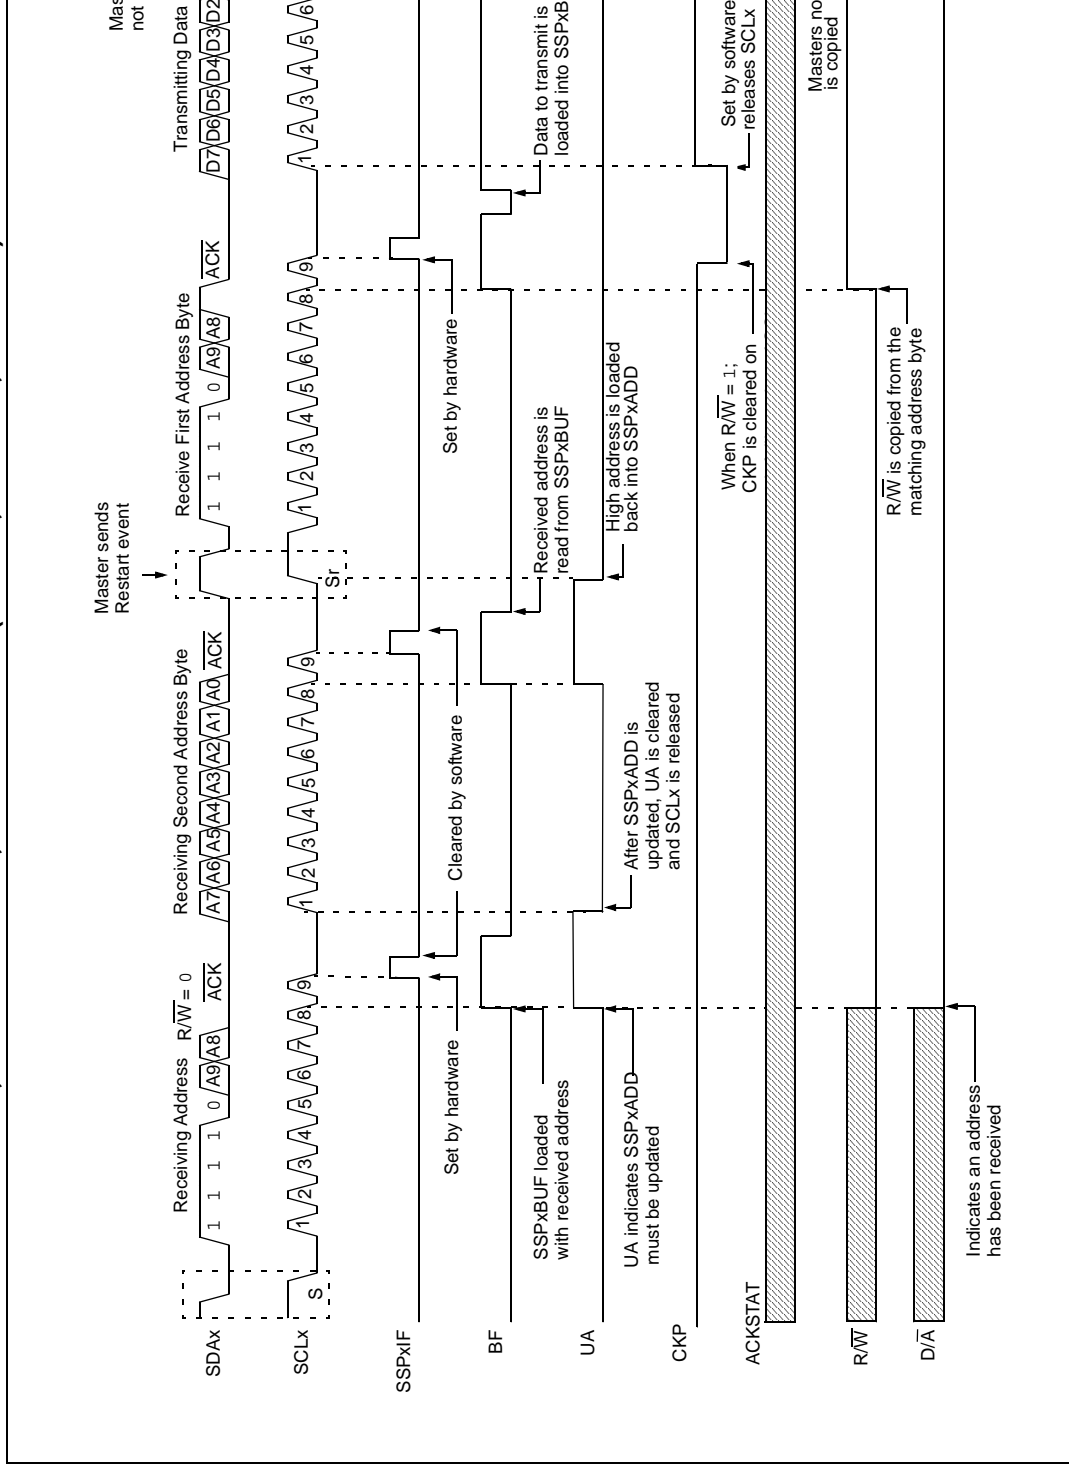 Master sends
Restart event
Mas
not
Receiving Address R/W = 0
Receiving Second Address Byte
Receive First Address Byte
Transmitting Data
SDAx
1 1 1 1 0 A9 A8 ACK
A7 A6 A5 A4 A3 A2 A1 A0 ACK
1 1 1 1 0 A9 A8 ACK
D7 D6 D5 D4 D3 D2
SCLx
S
1 2 3 4 5 6 7 8 9
1 2 3 4 5 6 7 8 9
Sr
1 2 3 4 5 6 7 8 9
1 2 3 4 5 6
SSPxIF
Set by hardware
Cleared by software
Set by hardware
BF
SSPxBUF loaded
with received address
Received address is
read from SSPxBUF
Data to transmit is
loaded into SSPxB
UA
UA indicates SSPxADD
must be updated
After SSPxADD is
updated, UA is cleared
and SCLx is released
High address is loaded
back into SSPxADD
CKP
When R/W = 1;
CKP is cleared on
Set by software
releases SCLx
ACKSTAT
Masters no
is copied
R/W
R/W is copied from the
matching address byte
D/A
Indicates an address
has been received